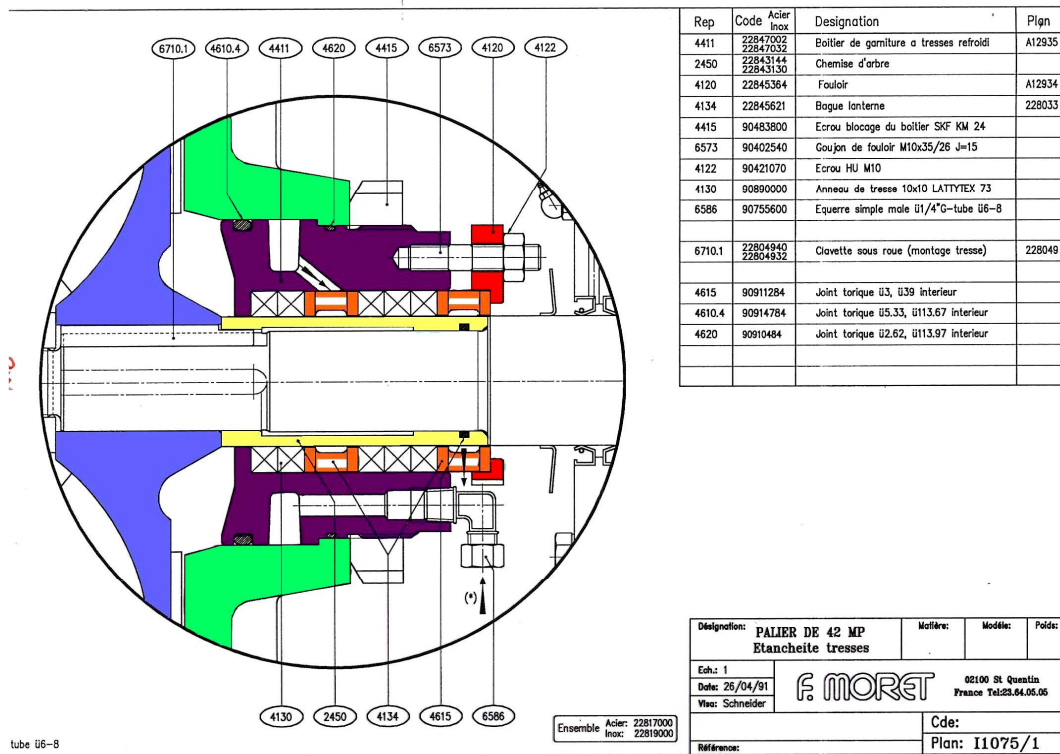 6710.1 4610.4 4411 4620 4415 6573 4120 4122
(*)
4130 2450 4134 4615 6586
tube ü6-8
Ensemble Acier: 22817000
Inox: 22819000
Rep Code Acier Inox Designation Plan
4411 22847002 22847032 Boitier de garniture a tresses refroidi A12935
2450 22843144 22843130 Chemise d'arbre
4120 22845364 Fouloir A12934
4134 22845621 Bague lanterne 228033
4415 90483800 Ecrou blocage du boitier SKF KM 24
6573 90402540 Goujon de fouloir M10x35/26 J=15
4122 90421070 Ecrou HU M10
4130 90890000 Anneau de tresse 10x10 LATTYTEX 73
6586 90755600 Equerre simple male ü1/4"G-tube ü6-8
6710.1 22804940 22804932 Clavette sous roue (montage tresse) 228049
4615 90911284 Joint torique ü3, ü39 interieur
4610.4 90914784 Joint torique ü5.33, ü113.67 interieur
4620 90910484 Joint torique ü2.62, ü113.97 interieur
Désignation: PALIER DE 42 MP
Etancheite tresses
Matière: Modèle: Poids:
Ech.: 1
Date: 26/04/91
Visa: Schneider
F. MORET
02100 St Quentin
France Tel:23.64.05.05
Référence:
Cde:
Plan: I1075/1